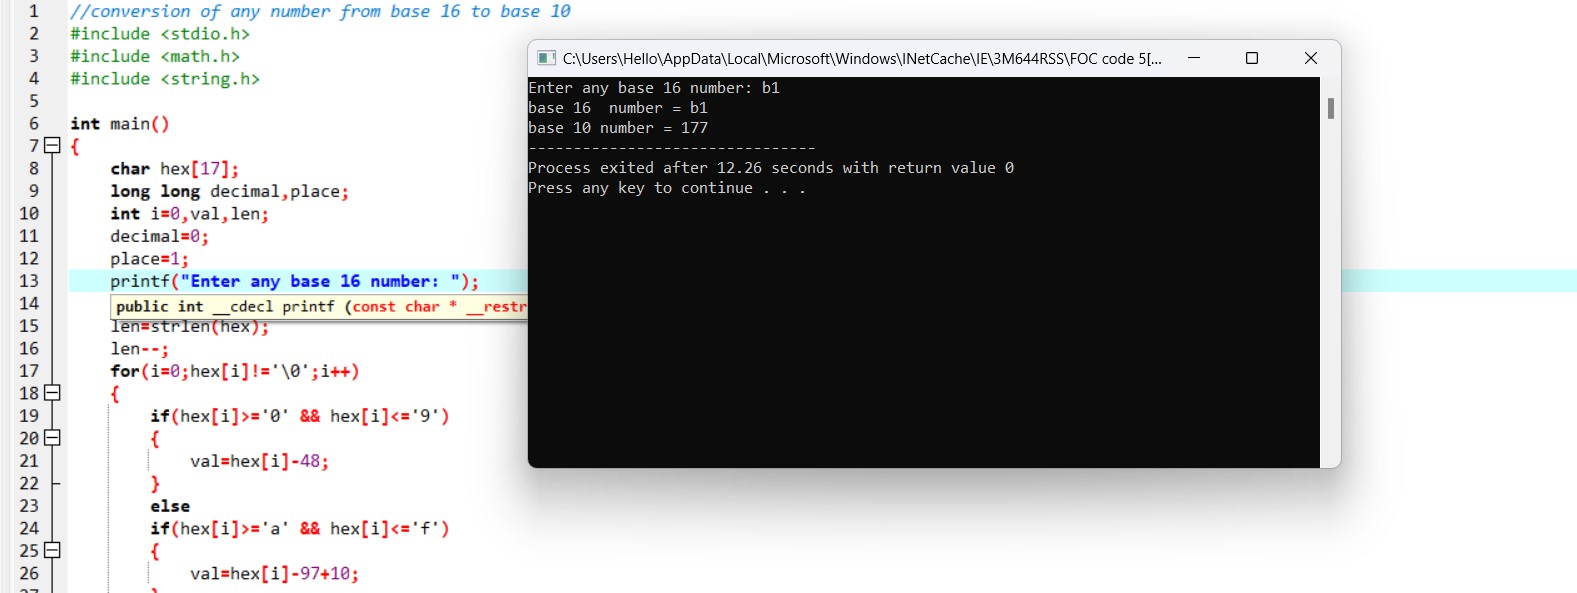 1 //conversion of any number from base 16 to base 10
2 #include <stdio.h>
3 #include <math.h>
4 #include <string.h>
5
6 int main()
7 {
8 char hex[17];
9 long long decimal,place;
10 int i=0,val,len;
11 decimal=0;
12 place=1;
13 printf("Enter any base 16 number: ");
14
public int __cdecl printf (const char * __restr
15 len=strlen(hex);
16 len--;
17 for(i=0;hex[i]!='\0';i++)
18 {
19 if(hex[i]>='0' && hex[i]<='9')
20 {
21 val=hex[i]-48;
22 }
23 else
24 if(hex[i]>='a' && hex[i]<='f')
25 {
26 val=hex[i]-97+10;
C:\Users\Hello\AppData\Local\Microsoft\Windows\INetCache\IE\3M644RSS\FOC code 5[...
Enter any base 16 number: b1
base 16  number = b1
base 10 number = 177
--------------------------------
Process exited after 12.26 seconds with return value 0
Press any key to continue . . .